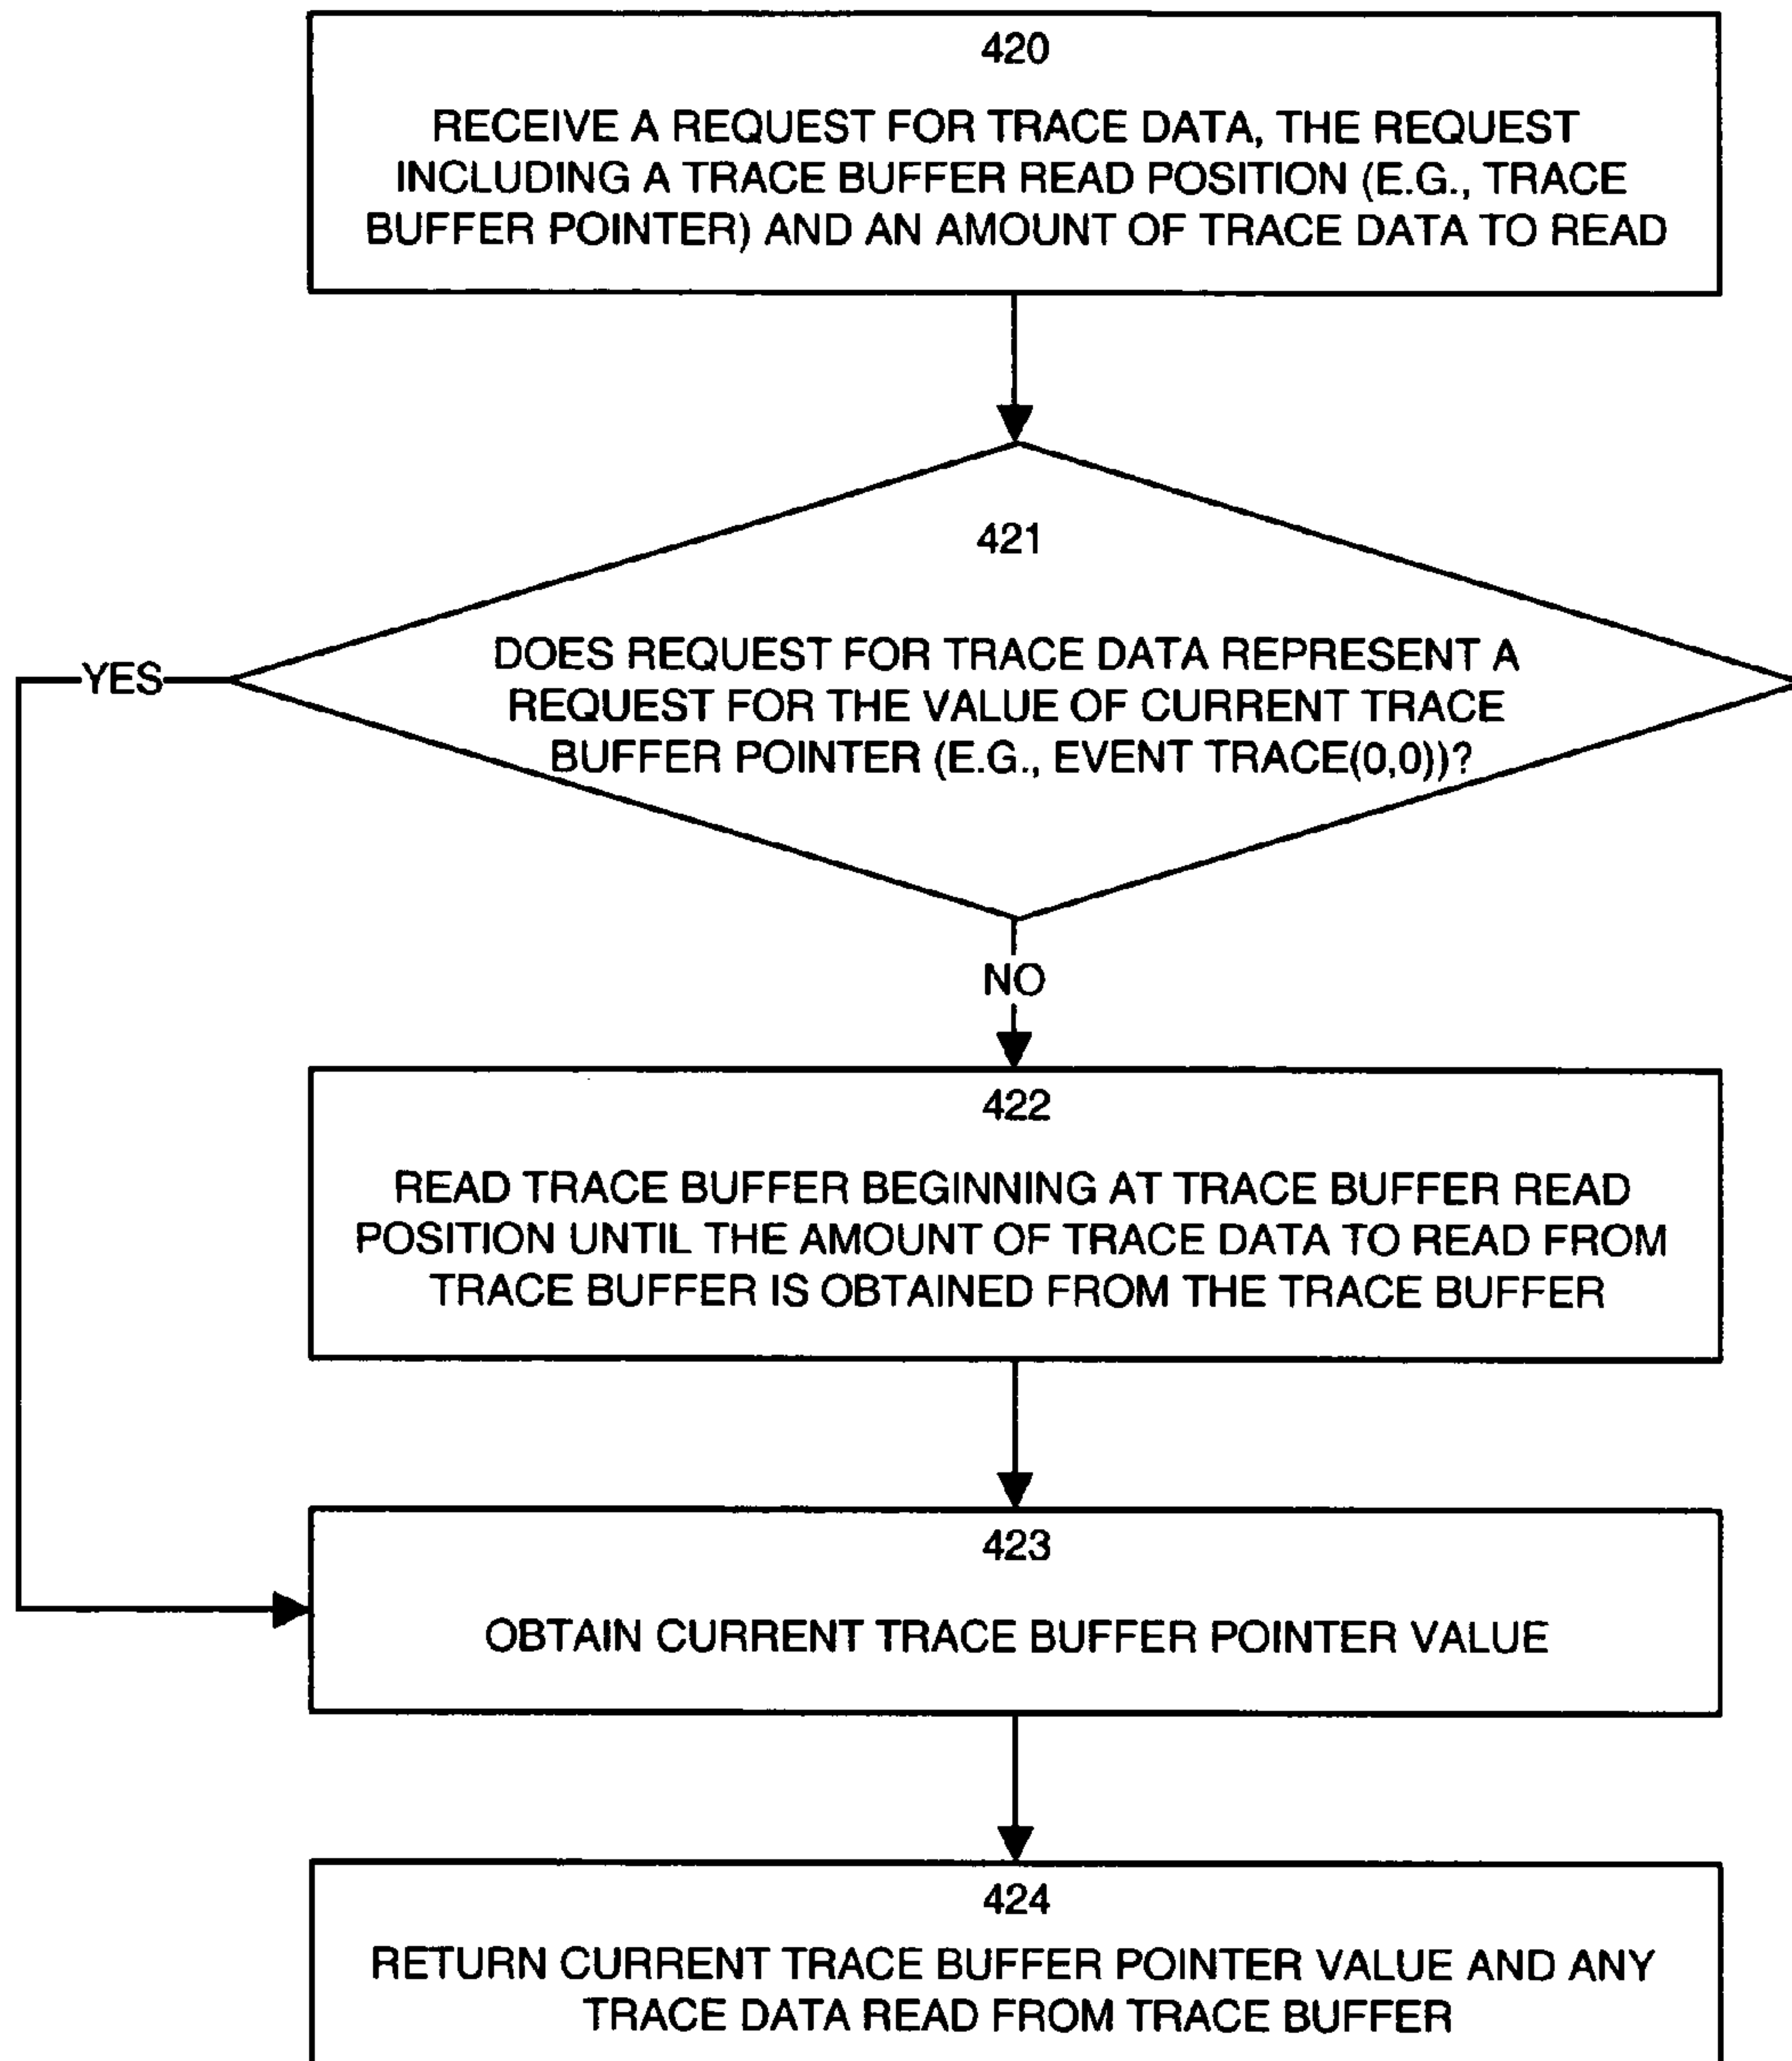 420
RECEIVE A REQUEST FOR TRACE DATA, THE REQUEST
INCLUDING A TRACE BUFFER READ POSITION (E.G., TRACE
BUFFER POINTER) AND AN AMOUNT OF TRACE DATA TO READ
421
DOES REQUEST FOR TRACE DATA REPRESENT A
REQUEST FOR THE VALUE OF CURRENT TRACE
BUFFER POINTER (E.G., EVENT TRACE(0,0))?
YES
NO
422
READ TRACE BUFFER BEGINNING AT TRACE BUFFER READ
POSITION UNTIL THE AMOUNT OF TRACE DATA TO READ FROM
TRACE BUFFER IS OBTAINED FROM THE TRACE BUFFER
423
OBTAIN CURRENT TRACE BUFFER POINTER VALUE
424
RETURN CURRENT TRACE BUFFER POINTER VALUE AND ANY
TRACE DATA READ FROM TRACE BUFFER